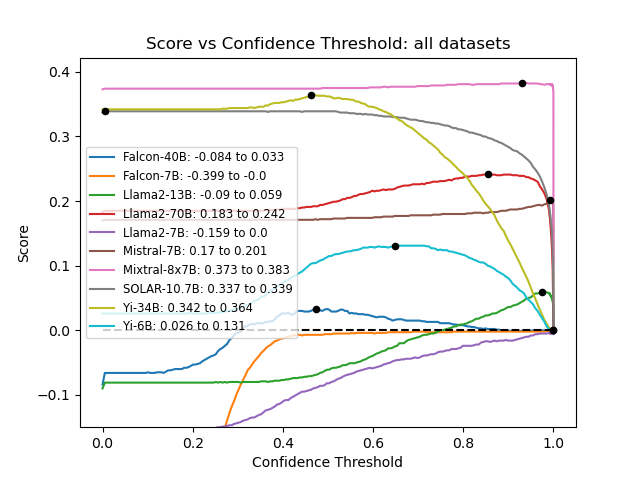 Score vs Confidence Threshold: all datasets
0.4
0.3
0.2
0.1
0.0
−0.1
Score
Falcon-40B: -0.084 to 0.033
Falcon-7B: -0.399 to -0.0
Llama2-13B: -0.09 to 0.059
Llama2-70B: 0.183 to 0.242
Llama2-7B: -0.159 to 0.0
Mistral-7B: 0.17 to 0.201
Mixtral-8x7B: 0.373 to 0.383
SOLAR-10.7B: 0.337 to 0.339
Yi-34B: 0.342 to 0.364
Yi-6B: 0.026 to 0.131
0.0 0.2 0.4 0.6 0.8 1.0
Confidence Threshold